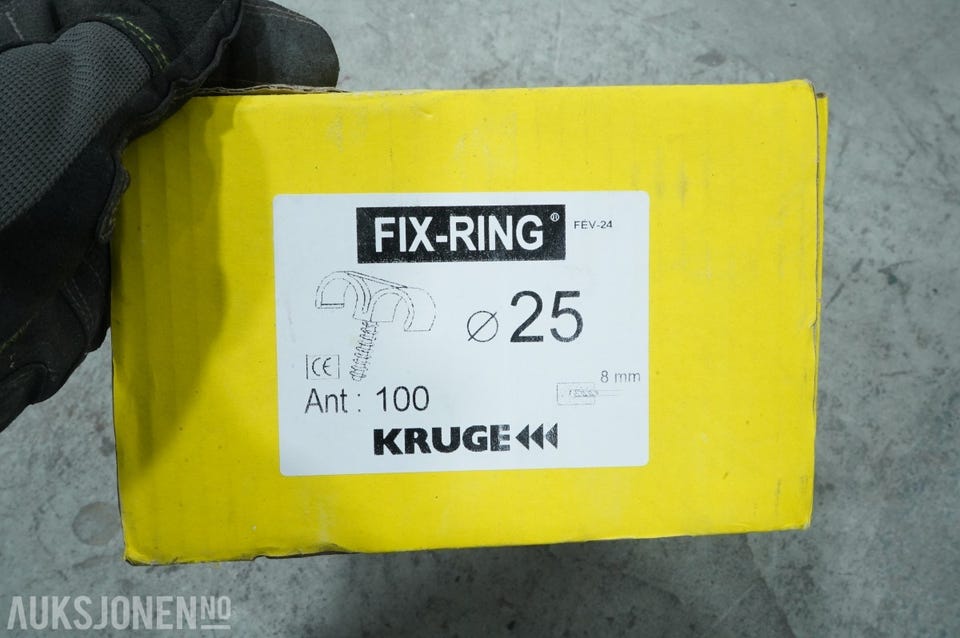 FIX-RING® FEV-24
⌀ 25
CE
8 mm
Ant : 100
KRUGE
AUKSJONEN.NO